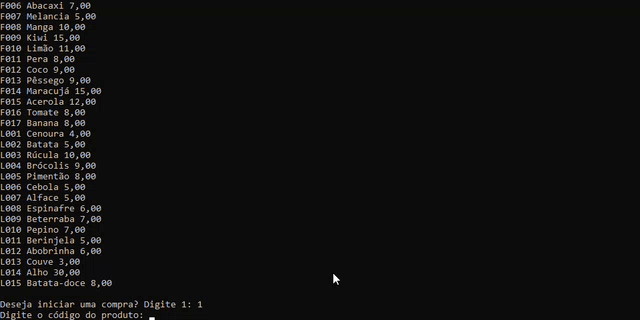 F006 Abacaxi 7,00
F007 Melancia 5,00
F008 Manga 10,00
F009 Kiwi 15,00
F010 Limão 11,00
F011 Pera 8,00
F012 Coco 9,00
F013 Pêssego 9,00
F014 Maracujá 15,00
F015 Acerola 12,00
F016 Tomate 8,00
F017 Banana 8,00
L001 Cenoura 4,00
L002 Batata 5,00
L003 Rúcula 10,00
L004 Brócolis 9,00
L005 Pimentão 8,00
L006 Cebola 5,00
L007 Alface 5,00
L008 Espinafre 6,00
L009 Beterraba 7,00
L010 Pepino 7,00
L011 Berinjela 5,00
L012 Abobrinha 6,00
L013 Couve 3,00
L014 Alho 30,00
L015 Batata-doce 8,00
Deseja iniciar uma compra? Digite 1: 1
Digite o código do produto: